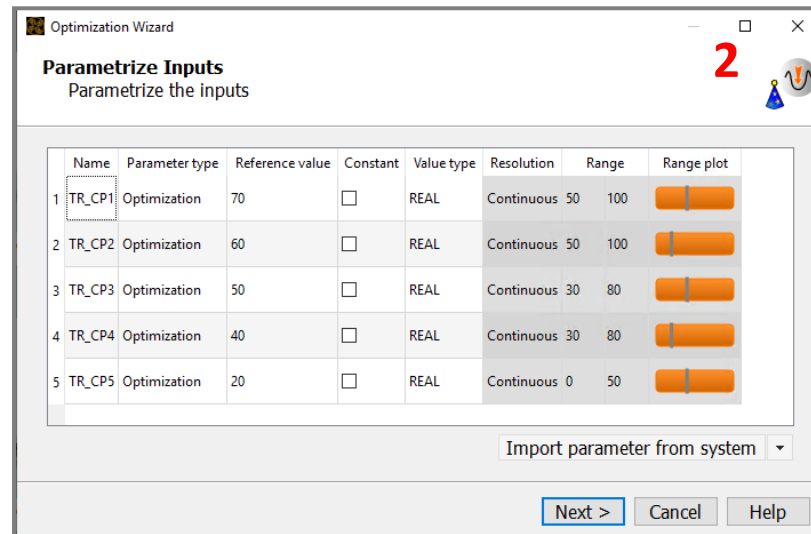 Optimization Wizard
2
Parametrize Inputs
Parametrize the inputs
Name Parameter type Reference value Constant Value type Resolution Range Range plot
1 TR_CP1 Optimization 70 REAL Continuous 50 100
2 TR_CP2 Optimization 60 REAL Continuous 50 100
3 TR_CP3 Optimization 50 REAL Continuous 30 80
4 TR_CP4 Optimization 40 REAL Continuous 30 80
5 TR_CP5 Optimization 20 REAL Continuous 0 50
Import parameter from system
Next > Cancel Help